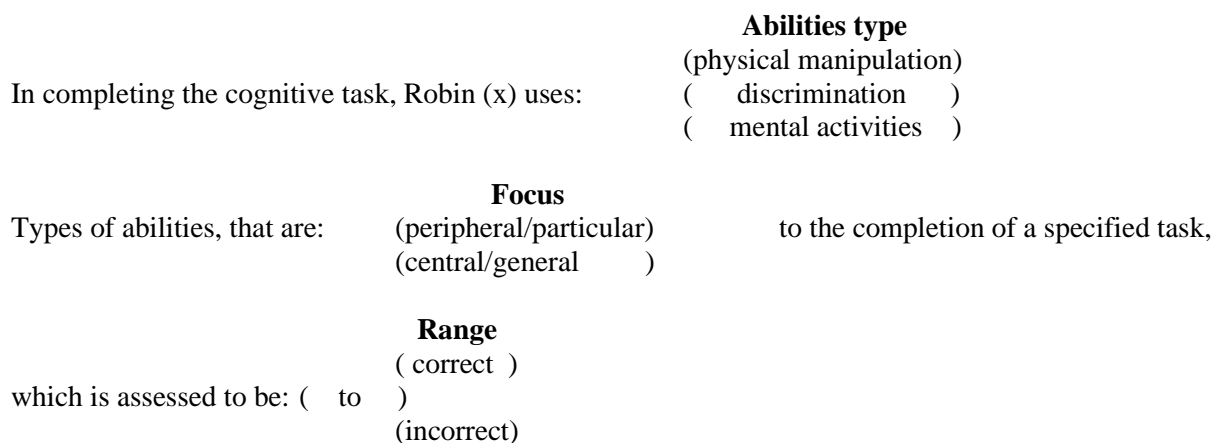 Abilities type
(physical manipulation)
In completing the cognitive task, Robin (x) uses: ( discrimination )
( mental activities )
Focus
Types of abilities, that are: (peripheral/particular) to the completion of a specified task,
(central/general )
Range
( correct )
which is assessed to be: ( to )
(incorrect)